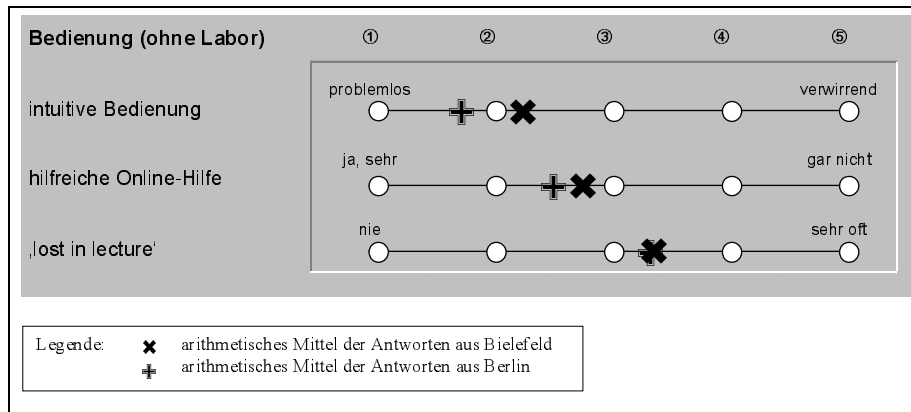 Bedienung (ohne Labor) ① ② ③ ④ ⑤
problemlos verwirrend
intuitive Bedienung
ja, sehr gar nicht
hilfreiche Online-Hilfe
nie sehr oft
‚lost in lecture‘
Legende: ✖ arithmetisches Mittel der Antworten aus Bielefeld
+ arithmetisches Mittel der Antworten aus Berlin